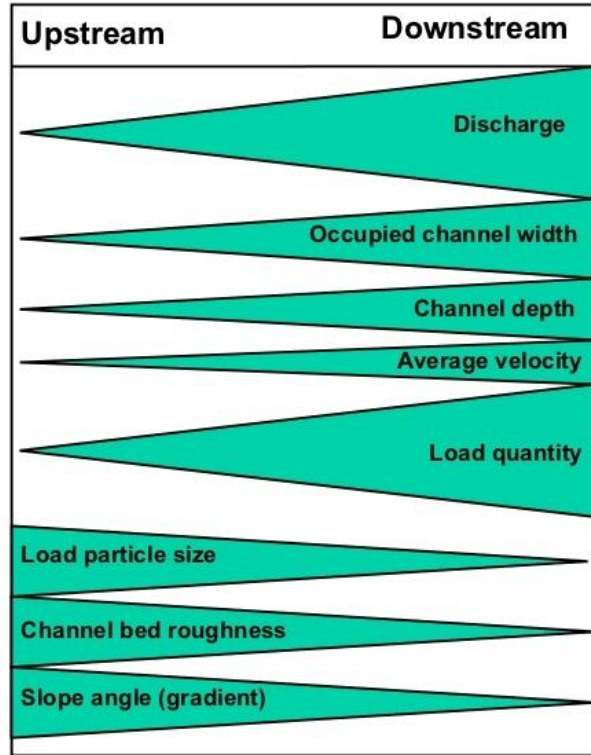 Upstream
Downstream
Discharge
Occupied channel width
Channel depth
Average velocity
Load quantity
Load particle size
Channel bed roughness
Slope angle (gradient)